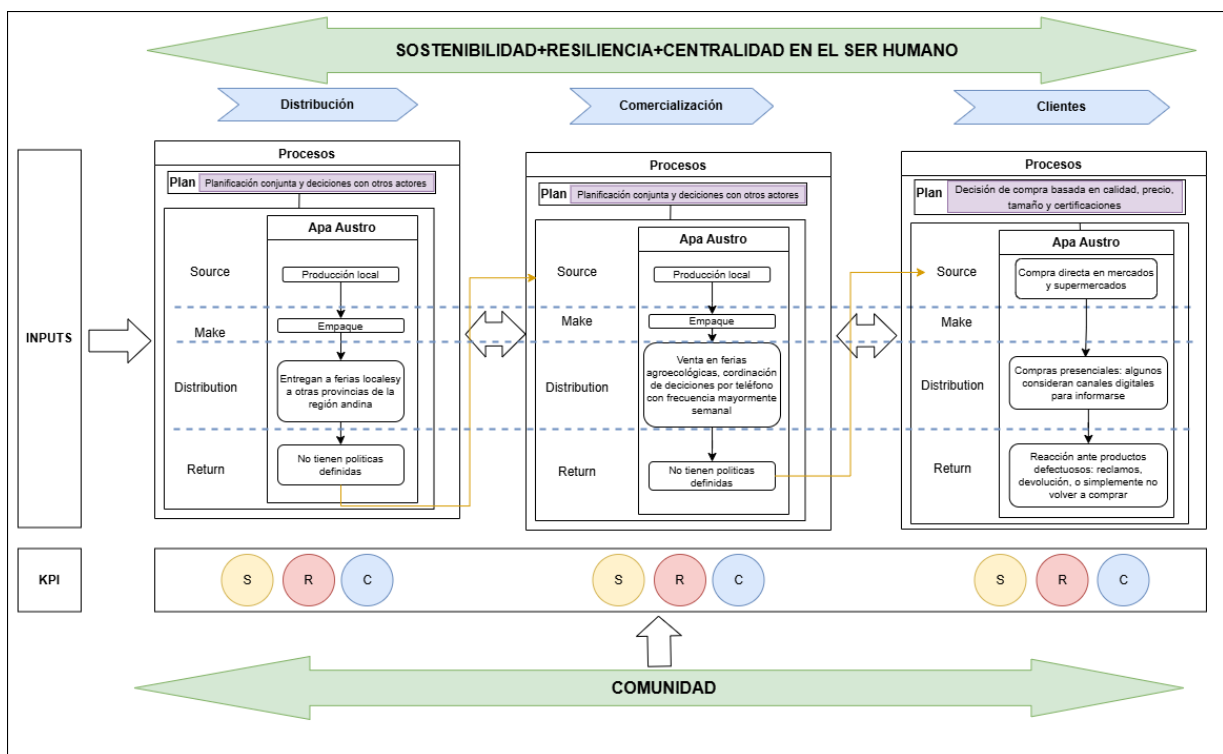 SOSTENIBILIDAD+RESILIENCIA+CENTRALIDAD EN EL SER HUMANO
Distribución
Comercialización
Clientes
INPUTS
Procesos
Plan
Planificación conjunta y deciciones con otros actores
Apa Austro
Source
Producción local
Make
Empaque
Distribution
Entregan a ferias localesy
a otras provincias de la
región andina
Return
No tienen politicas
definidas
Procesos
Plan
Planificación conjunta y deciciones con otros actores
Apa Austro
Source
Producción local
Make
Empaque
Distribution
Venta en ferias
agroecológicas, cordinación
de decisiones por teléfono
con frecuencia mayormente
semanal
Return
No tienen politicas
definidas
Procesos
Plan
Decisión de compra basada en calidad, precio,
tamaño y certificaciones
Apa Austro
Source
Compra directa en mercados
y supermercados
Make
Distribution
Compras presenciales: algunos
consideran canales digitales
para informarse
Return
Reacción ante productos
defectuosos: reclamos,
devolución, o simplemente no
volver a comprar
KPI
S
R
C
S
R
C
S
R
C
COMUNIDAD